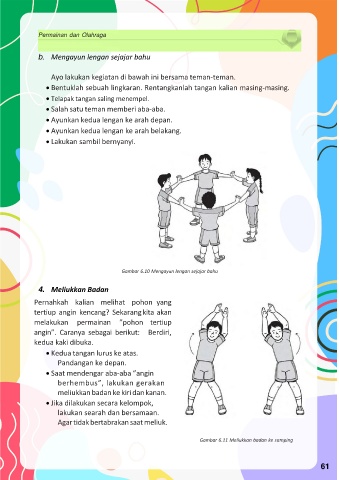 Permainan dan Olahraga
b. Mengayun lengan sejajar bahu
Ayo lakukan kegiatan di bawah ini bersama teman-teman.
• Bentuklah sebuah lingkaran. Rentangkanlah tangan kalian masing-masing.
• Telapak tangan saling menempel.
• Salah satu teman memberi aba-aba.
• Ayunkan kedua lengan ke arah depan.
• Ayunkan kedua lengan ke arah belakang.
• Lakukan sambil bernyanyi.
Gambar 6.10 Mengayun lengan sejajar bahu
4. Meliukkan Badan
Pernahkah kalian melihat pohon yang
tertiup angin kencang? Sekarang kita akan
melakukan permainan "pohon tertiup
angin". Caranya sebagai berikut: Berdiri,
kedua kaki dibuka.
• Kedua tangan lurus ke atas.
Pandangan ke depan.
• Saat mendengar aba-aba "angin
berhembus", lakukan gerakan
meliukkan badan ke kiri dan kanan.
• Jika dilakukan secara kelompok,
lakukan searah dan bersamaan.
Agar tidak bertabrakan saat meliuk.
Gambar 6.11 Meliukkan badan ke samping
61